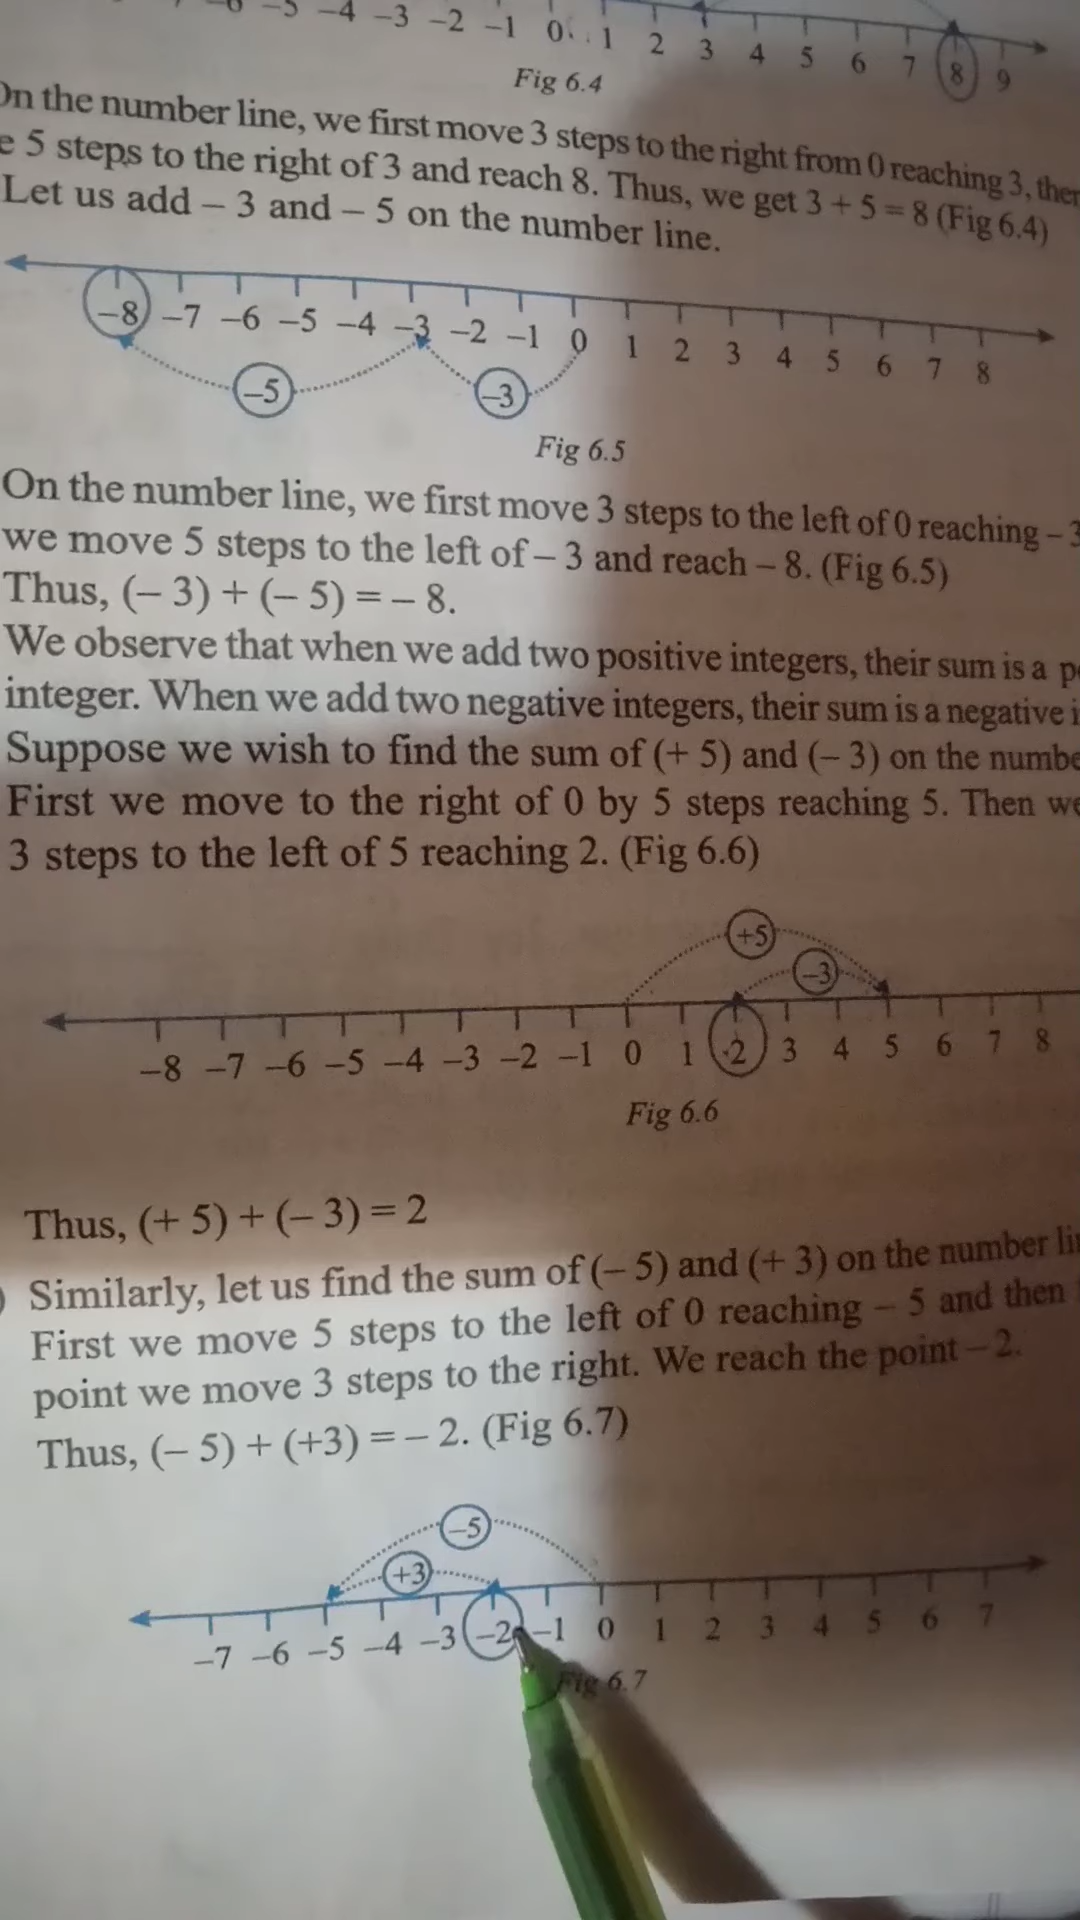 -5 -4 -3 -2 -1 0 1 2 3 4 5 6 7 8 9
Fig 6.4
On the number line, we first move 3 steps to the right from 0 reaching 3, then
e 5 steps to the right of 3 and reach 8. Thus, we get 3 + 5 = 8 (Fig 6.4)
Let us add – 3 and – 5 on the number line.
–8 –7 –6 –5 –4 –3 –2 –1 0 1 2 3 4 5 6 7 8
–5 –3
Fig 6.5
On the number line, we first move 3 steps to the left of 0 reaching – 3
we move 5 steps to the left of – 3 and reach – 8. (Fig 6.5)
Thus, (– 3) + (– 5) = – 8.
We observe that when we add two positive integers, their sum is a p
integer. When we add two negative integers, their sum is a negative i
Suppose we wish to find the sum of (+ 5) and (– 3) on the numbe
First we move to the right of 0 by 5 steps reaching 5. Then we
3 steps to the left of 5 reaching 2. (Fig 6.6)
+5
–3
–8 –7 –6 –5 –4 –3 –2 –1 0 1 2 3 4 5 6 7 8
Fig 6.6
Thus, (+ 5) + (– 3) = 2
) Similarly, let us find the sum of (– 5) and (+ 3) on the number li
First we move 5 steps to the left of 0 reaching – 5 and then
point we move 3 steps to the right. We reach the point – 2.
Thus, (– 5) + (+3) = – 2. (Fig 6.7)
–5
+3
–7 –6 –5 –4 –3 –2 –1 0 1 2 3 4 5 6 7
Fig 6.7